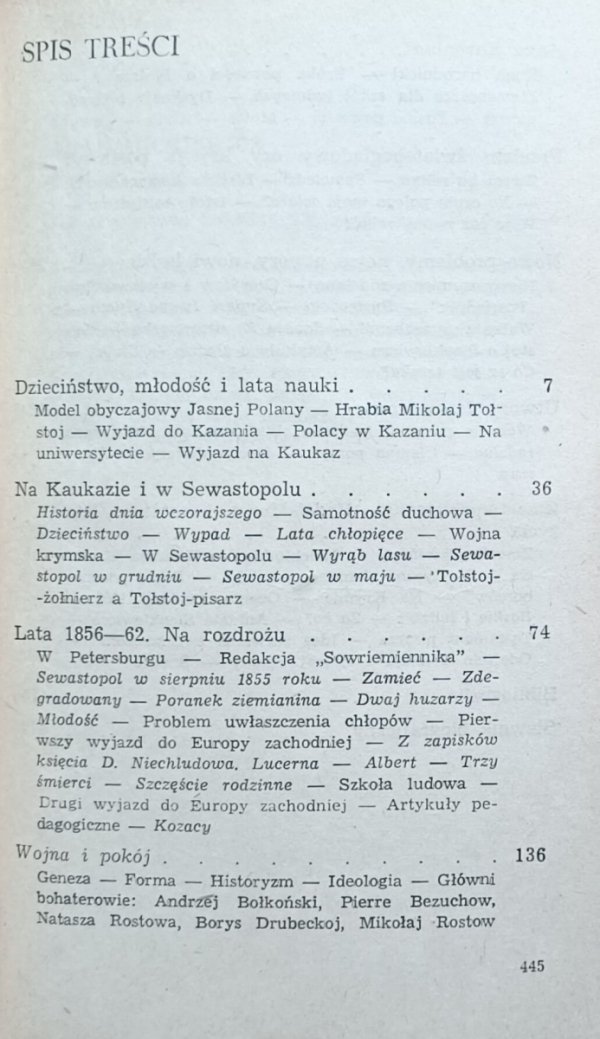 SPIS TREŚCI
Dzieciństwo, młodość i lata nauki . . . . . 7
Model obyczajowy Jasnej Polany — Hrabia Mikołaj Toł-
stoj — Wyjazd do Kazania — Polacy w Kazaniu — Na
uniwersytecie — Wyjazd na Kaukaz
Na Kaukazie i w Sewastopolu . . . . . . 36
Historia dnia wczorajszego — Samotność duchowa —
Dzieciństwo — Wypad — Lata chłopięce — Wojna
krymska — W Sewastopolu — Wyrąb lasu — Sewa-
stopol w grudniu — Sewastopol w maju — Tołstoj-
-żołnierz a Tołstoj-pisarz
Lata 1856—62. Na rozdrożu . . . . . . 74
W Petersburgu — Redakcja „Sowriemiennika” —
Sewastopol w sierpniu 1855 roku — Zamieć — Zde-
gradowany — Poranek ziemianina — Dwaj huzarzy —
Młodość — Problem uwłaszczenia chłopów — Pier-
wszy wyjazd do Europy zachodniej — Z zapisków
księcia D. Niechludowa. Lucerna — Albert — Trzy
śmierci — Szczęście rodzinne — Szkoła ludowa —
Drugi wyjazd do Europy zachodniej — Artykuły pe-
dagogiczne — Kozacy
Wojna i pokój . . . . . . . . . . 136
Geneza — Forma — Historyzm — Ideologia — Główni
bohaterowie: Andrzej Bołkoński, Pierre Bezuchow,
Natasza Rostowa, Borys Drubeckoj, Mikołaj Rostow
445